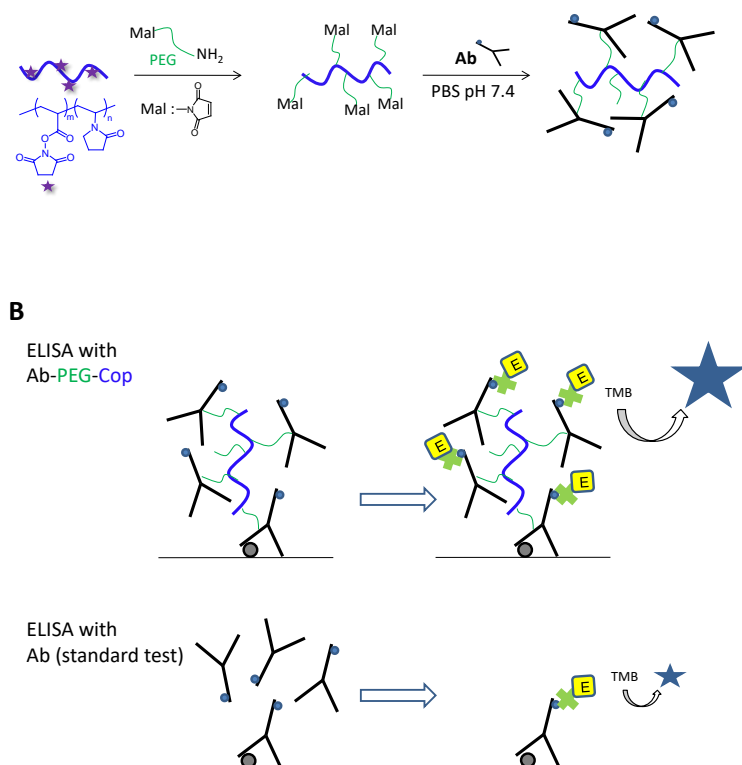 Mal
PEG
NH2
Mal :
N
O
O
m
n
O
O
N
O
N
O
O
Mal
Mal
Mal
Mal
Mal
Ab
PBS pH 7.4
B
ELISA with
Ab-PEG-Cop
E
E
E
E
TMB
ELISA with
Ab (standard test)
E
TMB